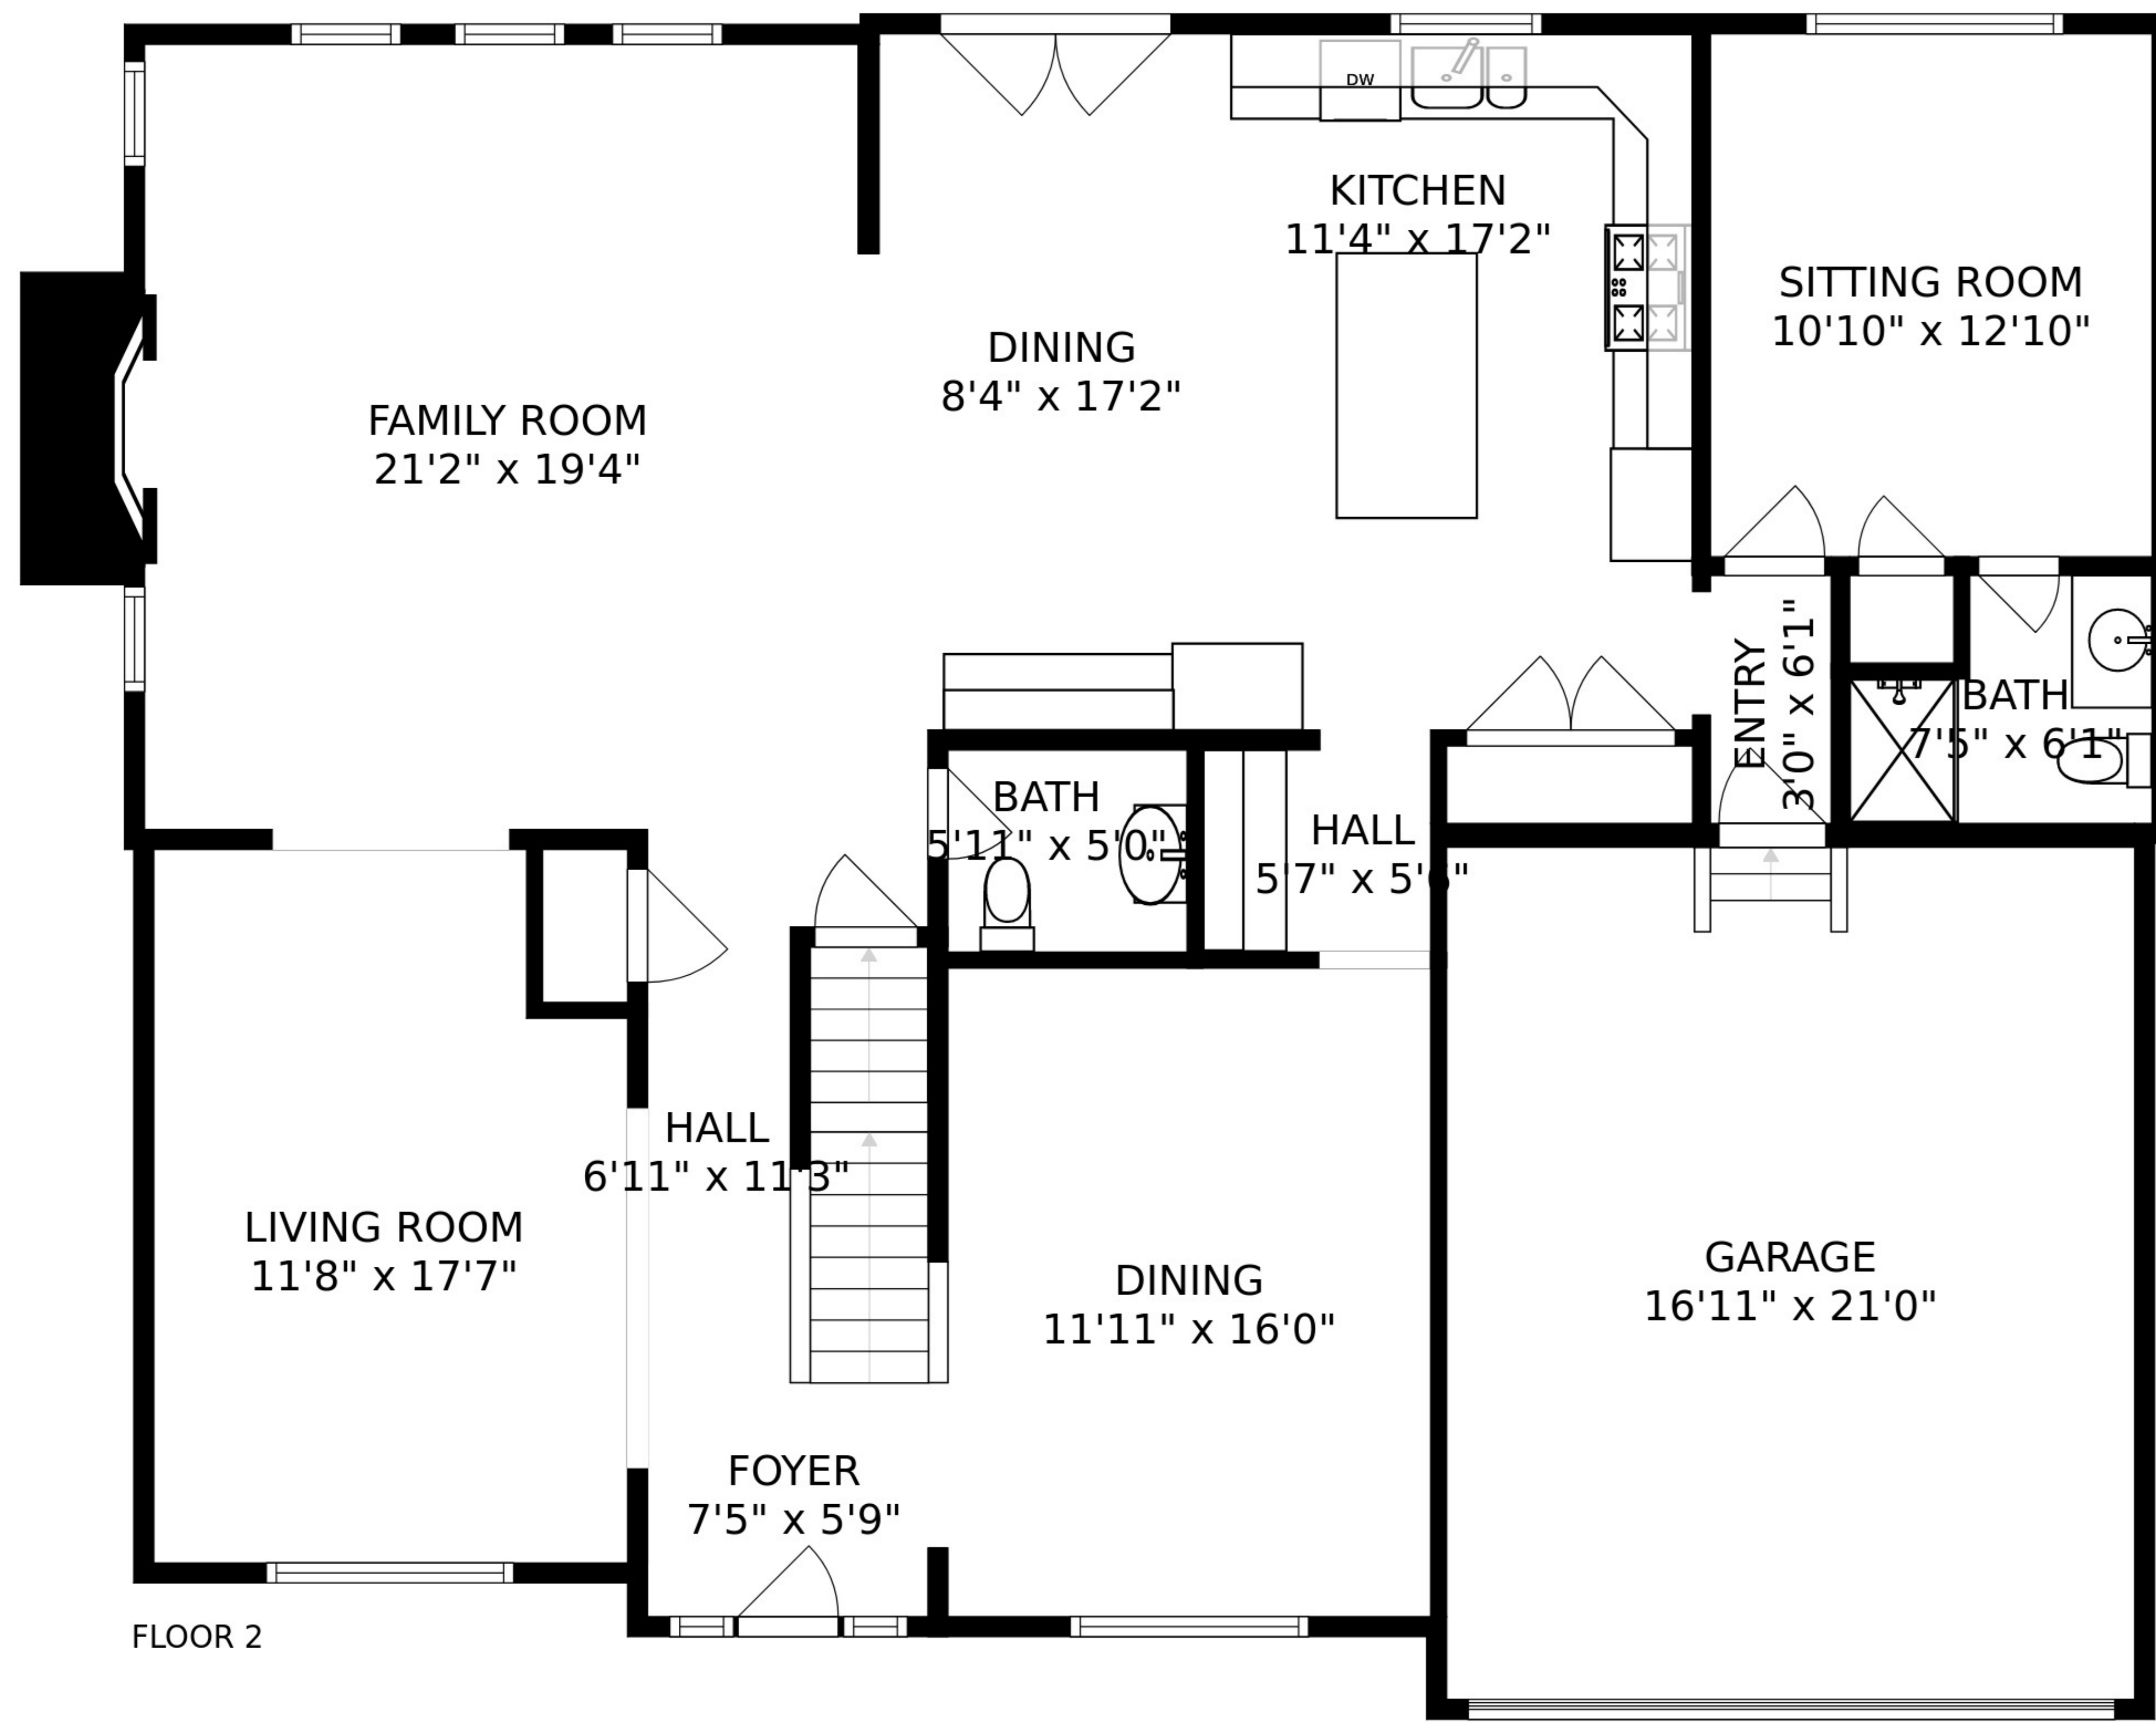 DW
KITCHEN
11'4" x 17'2"
SITTING ROOM
10'10" x 12'10"
DINING
8'4" x 17'2"
FAMILY ROOM
21'2" x 19'4"
ENTRY
3'0" x 6'1"
BATH
7'5" x 6'1"
BATH
5'11" x 5'0"
HALL
5'7" x 5'6"
HALL
6'11" x 11'3"
LIVING ROOM
11'8" x 17'7"
DINING
11'11" x 16'0"
GARAGE
16'11" x 21'0"
FOYER
7'5" x 5'9"
FLOOR 2